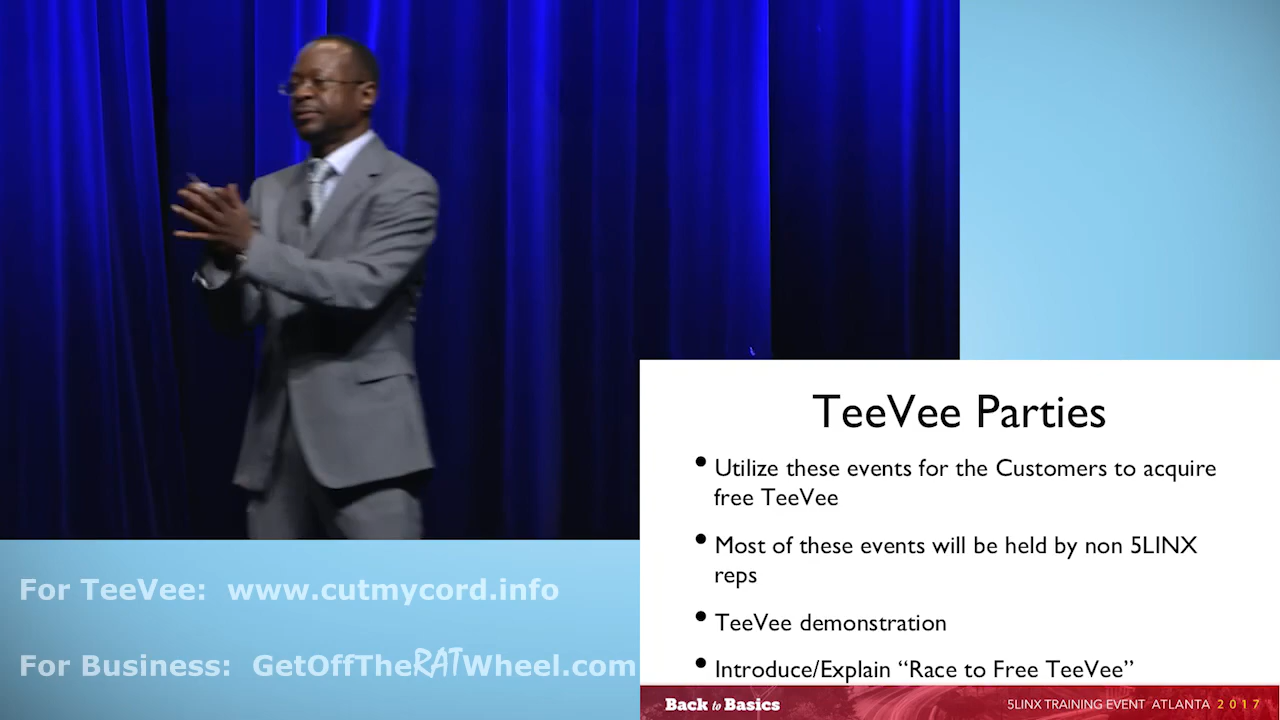 TeeVee Parties
• Utilize these events for the Customers to acquire
free TeeVee
• Most of these events will be held by non 5LINX
reps
• TeeVee demonstration
• Introduce/Explain “Race to Free TeeVee”
For TeeVee: www.cutmycord.info
For Business: GetOffTheRATWheel.com
Back to Basics
5LINX TRAINING EVENT ATLANTA 2017